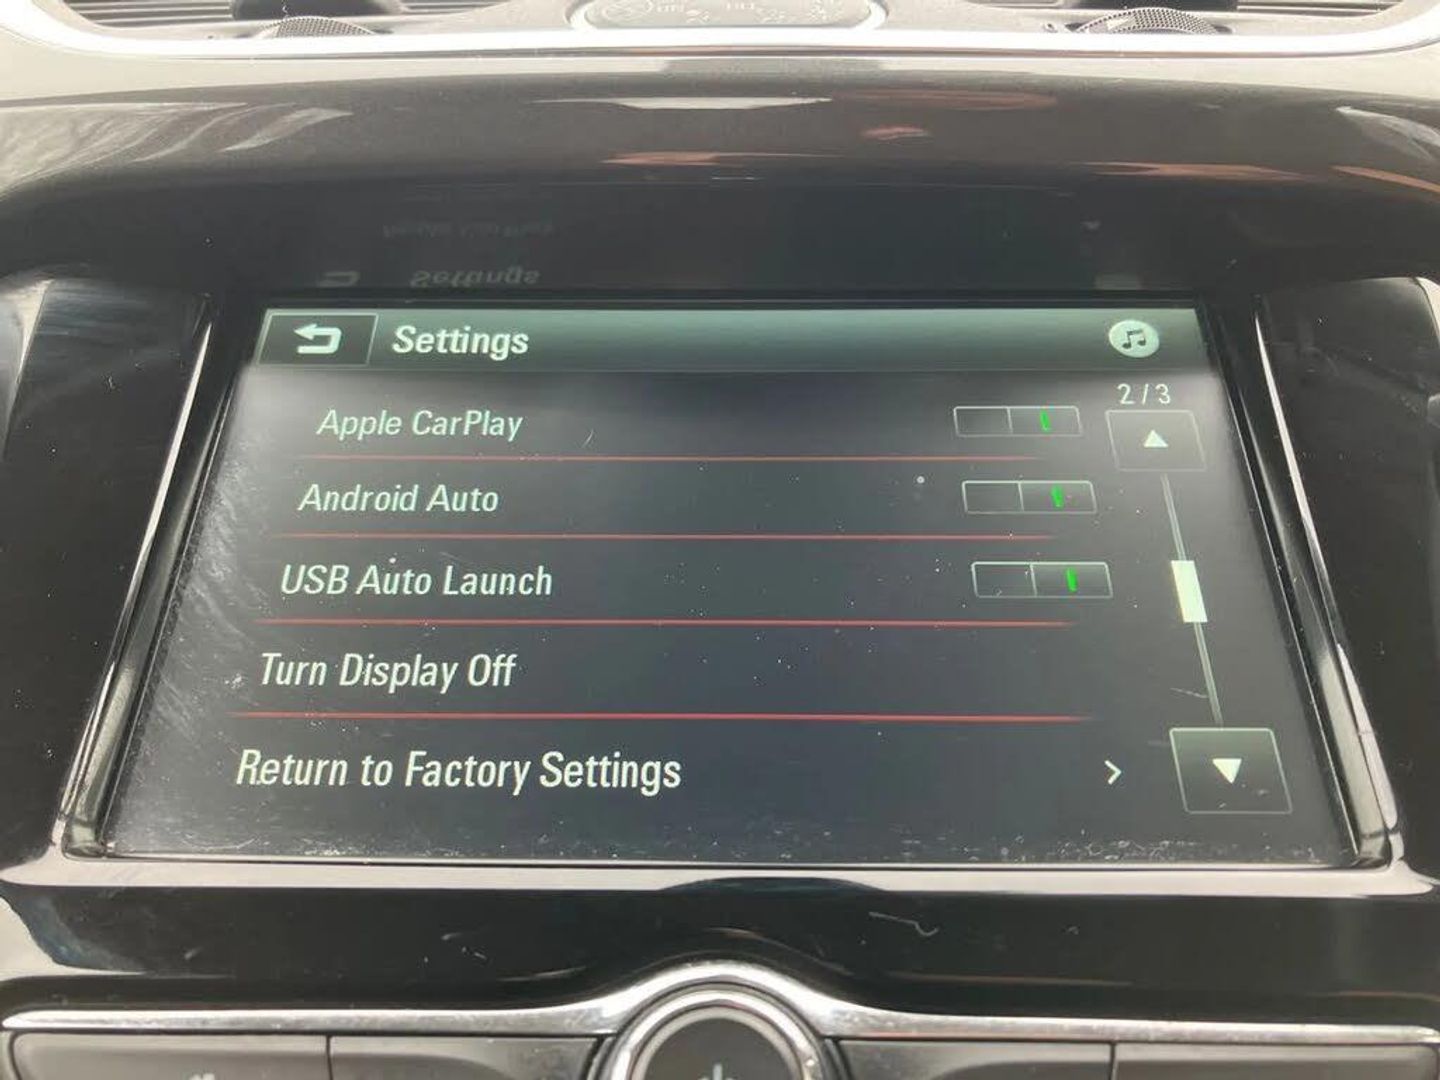 Settings
2/3
Apple CarPlay
Android Auto
USB Auto Launch
Turn Display Off
Return to Factory Settings